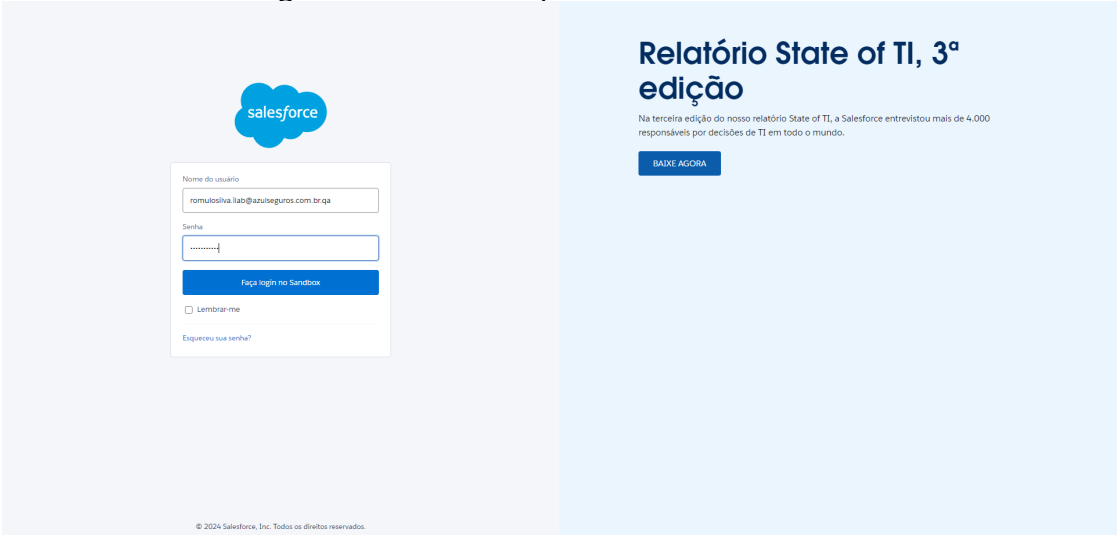 salesforce
Nome do usuário
romulosilva.liab@azulseguros.com.br.qa
Senha
Faça login no Sandbox
Lembrar-me
Esqueceu sua senha?
© 2024 Salesforce, Inc. Todos os direitos reservados.
Relatório State of TI, 3ª
edição
Na terceira edição do nosso relatório State of TI, a Salesforce entrevistou mais de 4.000
responsáveis por decisões de TI em todo o mundo.
BAIXE AGORA